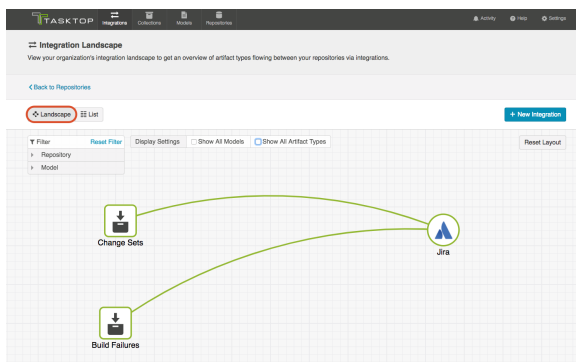 TASKTOP
Integrations
Collections
Models
Repositories
Activity
Help
Settings
Integration Landscape
View your organization's integration landscape to get an overview of artifact types flowing between your repositories via integrations.
Back to Repositories
Landscape
List
+ New Integration
Filter
Reset Filter
Display Settings
Show All Models
Show All Artifact Types
Reset Layout
Repository
Model
Change Sets
Jira
Build Failures